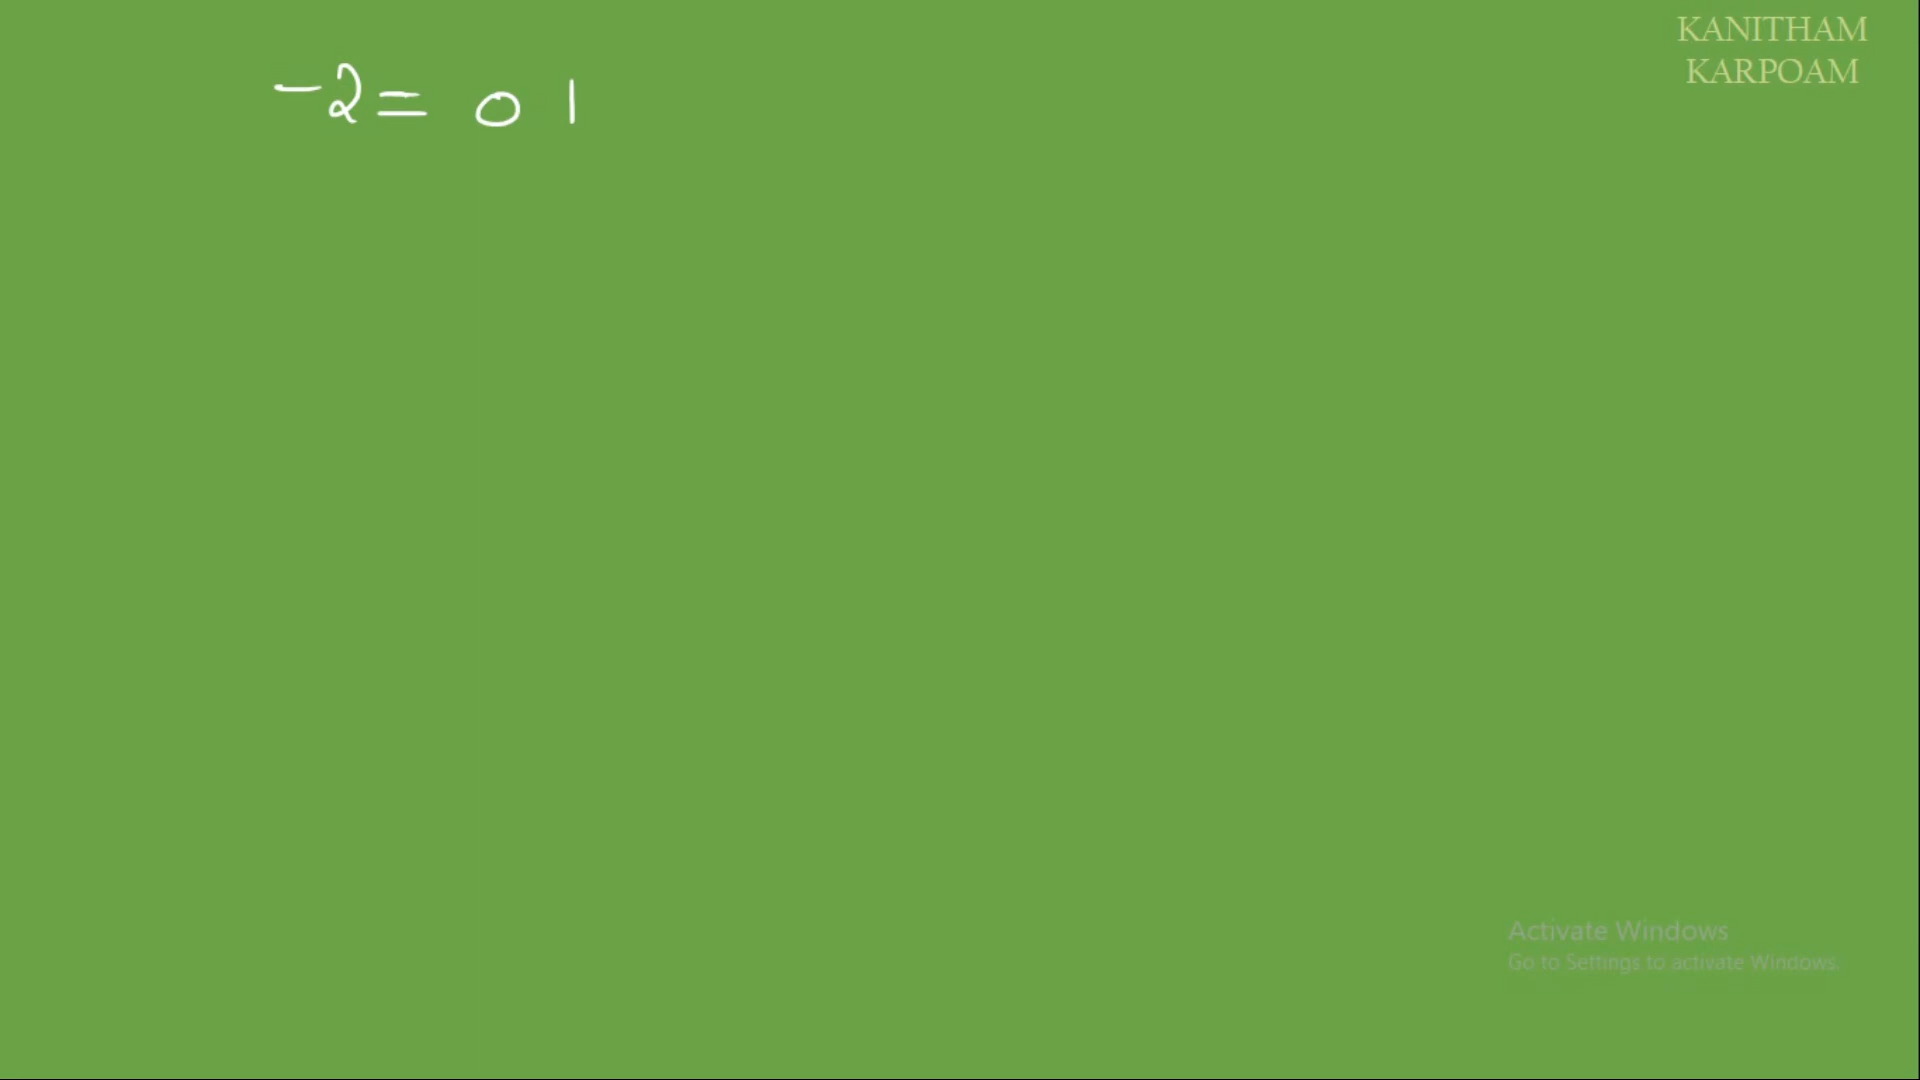 KANITHAM
KARPOAM
-2 = 0 1
Activate Windows
Go to Settings to activate Windows.